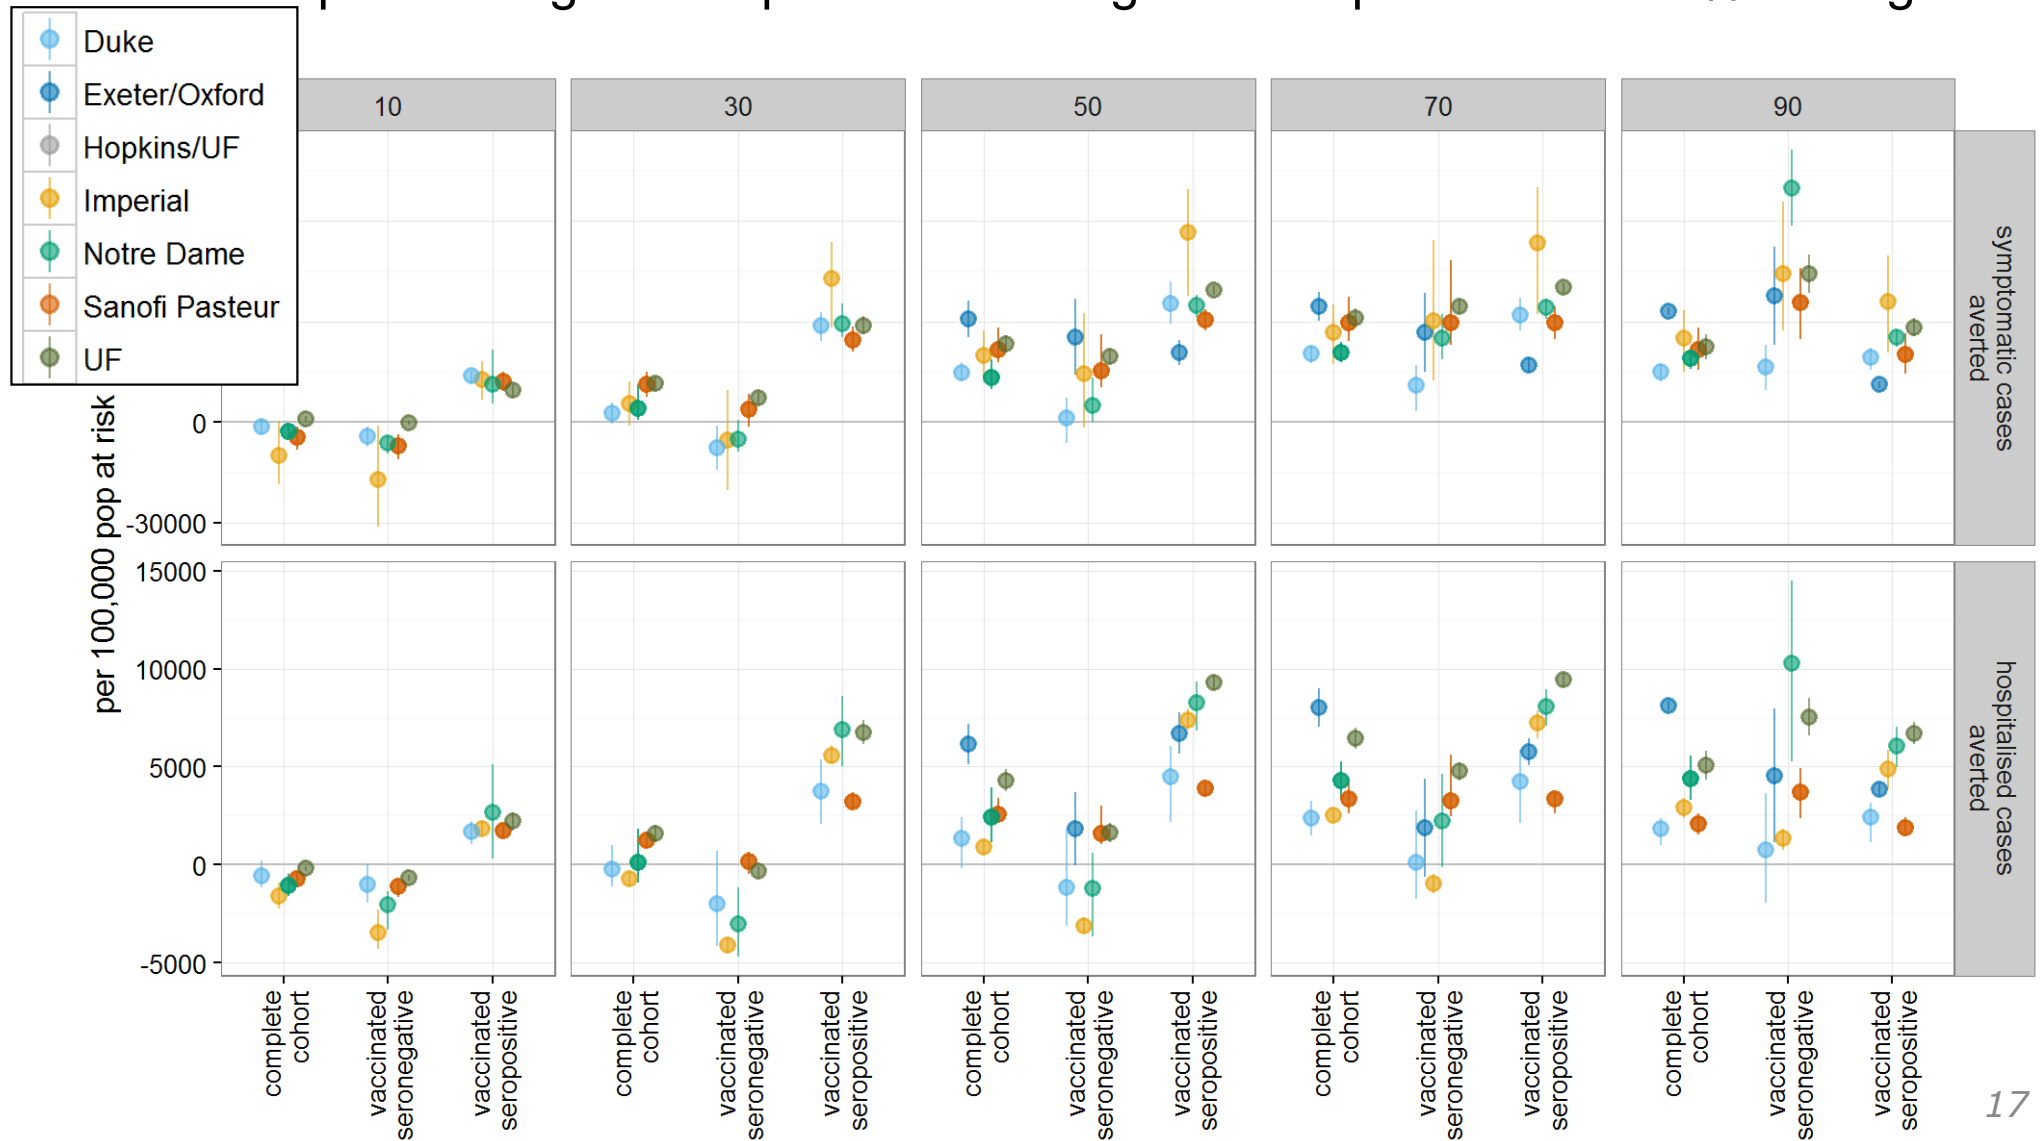 Duke
Exeter/Oxford
Hopkins/UF
Imperial
Notre Dame
Sanofi Pasteur
UF
10
30
50
70
90
symptomatic cases
averted
hospitalised cases
averted
per 100,000 pop at risk
0
-30000
15000
10000
5000
0
-5000
complete
cohort
vaccinated
seronegative
vaccinated
seropositive
complete
cohort
vaccinated
seronegative
vaccinated
seropositive
complete
cohort
vaccinated
seronegative
vaccinated
seropositive
complete
cohort
vaccinated
seronegative
vaccinated
seropositive
complete
cohort
vaccinated
seronegative
vaccinated
seropositive
17